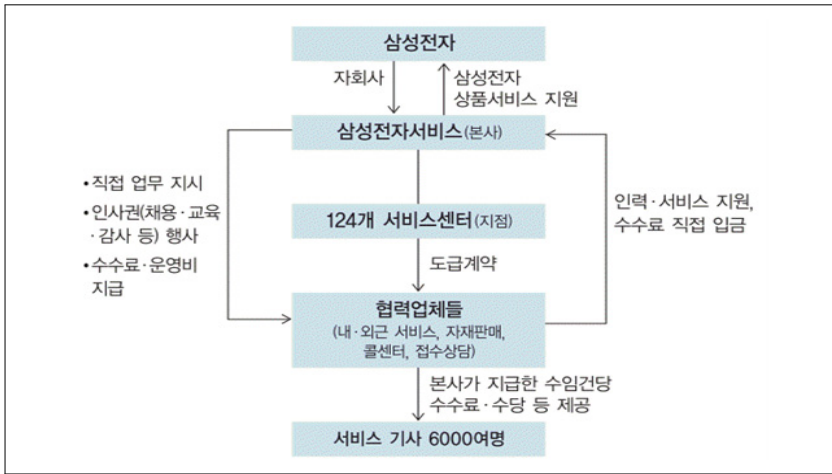 삼성전자
자회사
삼성전자
상품서비스 지원
삼성전자서비스(본사)
•직접 업무 지시
•인사권(채용·교육
·감사 등) 행사
•수수료·운영비
지급
인력·서비스 지원,
수수료 직접 입금
124개 서비스센터(지점)
도급계약
협력업체들
(내·외근 서비스, 자재판매,
콜센터, 접수상담)
본사가 지급한 수임건당
수수료·수당 등 제공
서비스 기사 6000여명